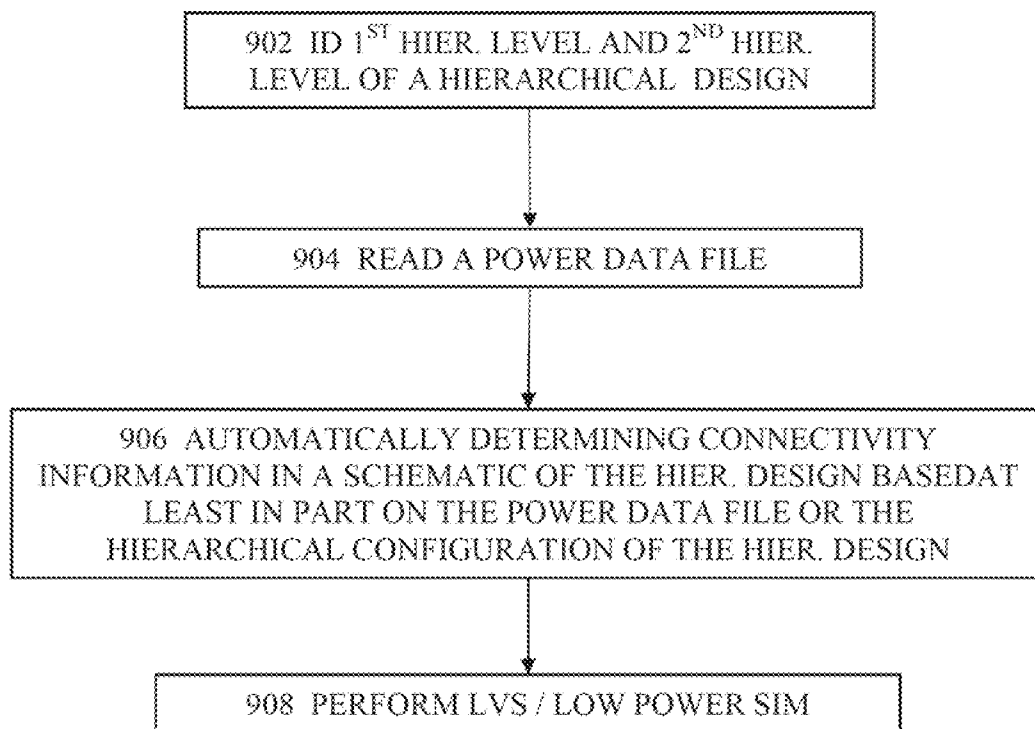 902 ID 1ST HIER. LEVEL AND 2ND HIER.
LEVEL OF A HIERARCHICAL DESIGN
904 READ A POWER DATA FILE
906 AUTOMATICALLY DETERMINING CONNECTIVITY
INFORMATION IN A SCHEMATIC OF THE HIER. DESIGN BASEDAT
LEAST IN PART ON THE POWER DATA FILE OR THE
HIERARCHICAL CONFIGURATION OF THE HIER. DESIGN
908 PERFORM LVS / LOW POWER SIM